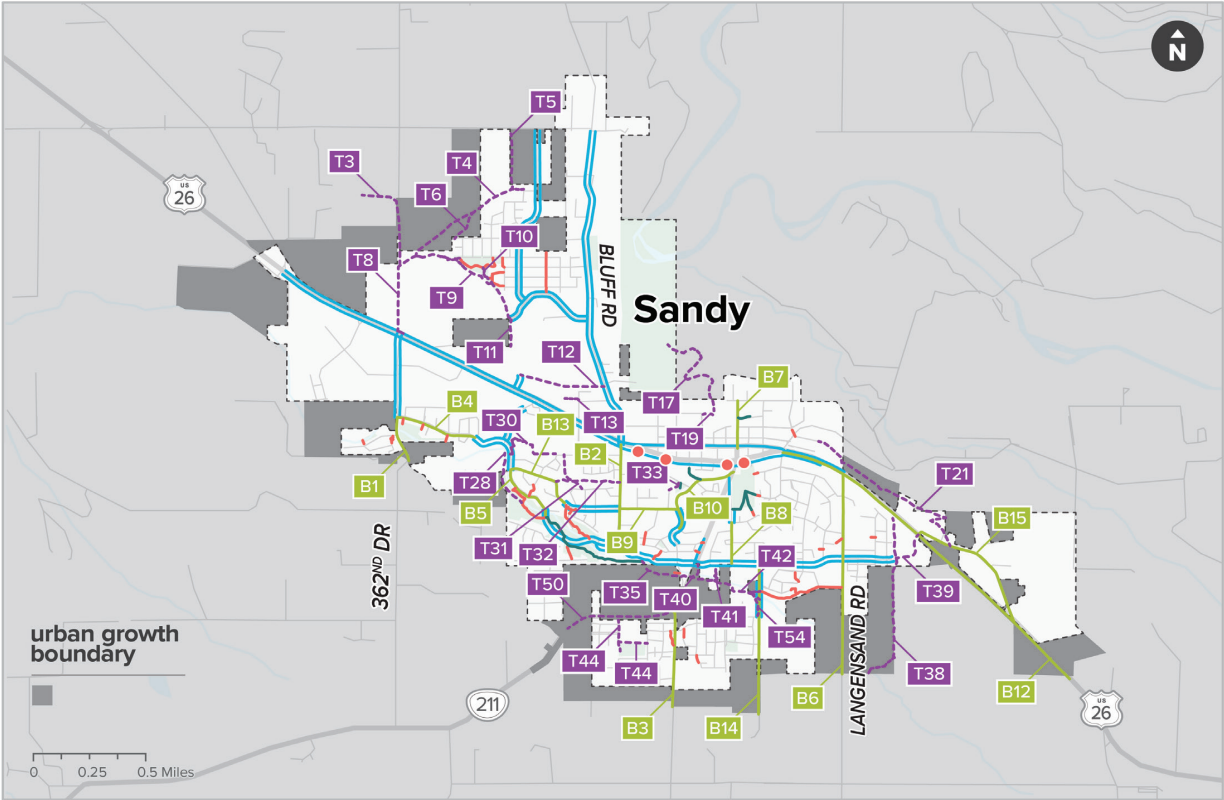 N
T5
T3
T4
US
26
T6
T10
T8
BLUFF RD
T9
Sandy
T11
T12
B7
B4
T17
T30
B13
T13
T19
B2
T33
T21
B1
T28
B5
B10
B8
B15
B9
T31
T32
T42
362ND DR
T50
T35
T40
T39
T41
LANGENSAND RD
urban growth
boundary
T54
T44
T44
T38
B6
B12
211
US
26
B3
B14
0 0.25 0.5 Miles